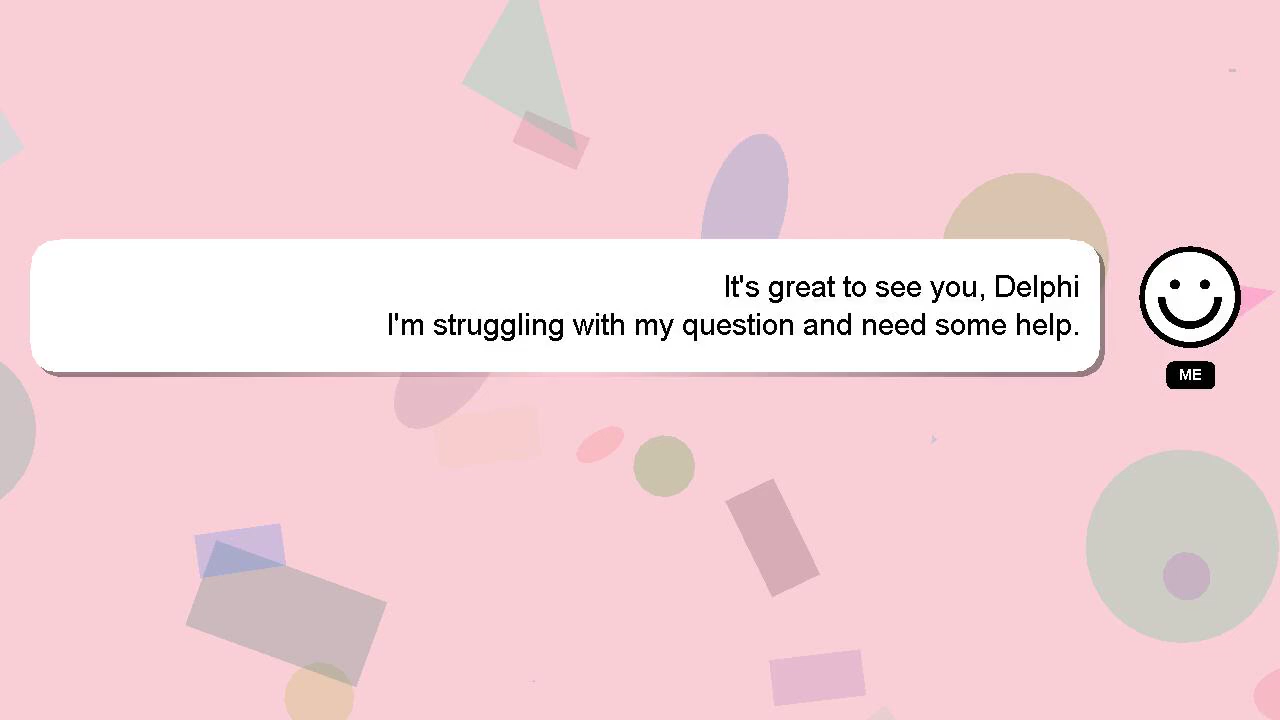 It's great to see you, Delphi
I'm struggling with my question and need some help.
ME